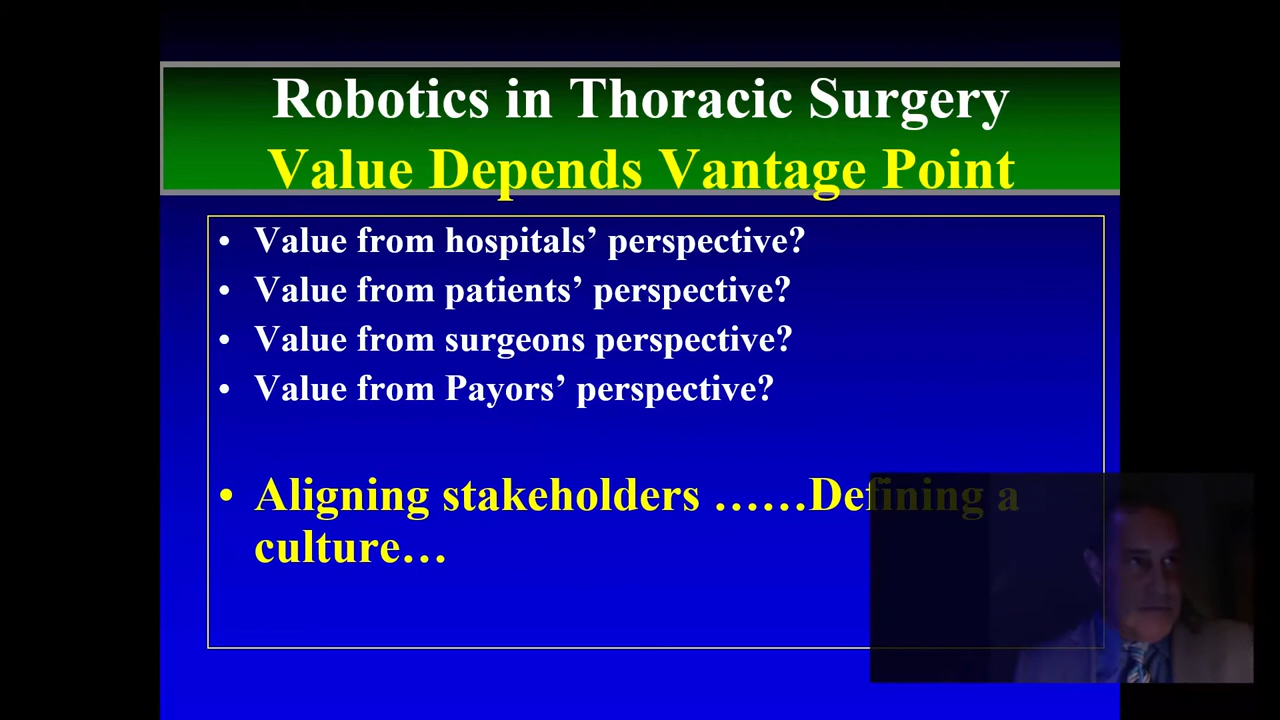 Robotics in Thoracic Surgery
Value Depends Vantage Point
• Value from hospitals’ perspective?
• Value from patients’ perspective?
• Value from surgeons perspective?
• Value from Payors’ perspective?
• Aligning stakeholders ……Defining a
culture…